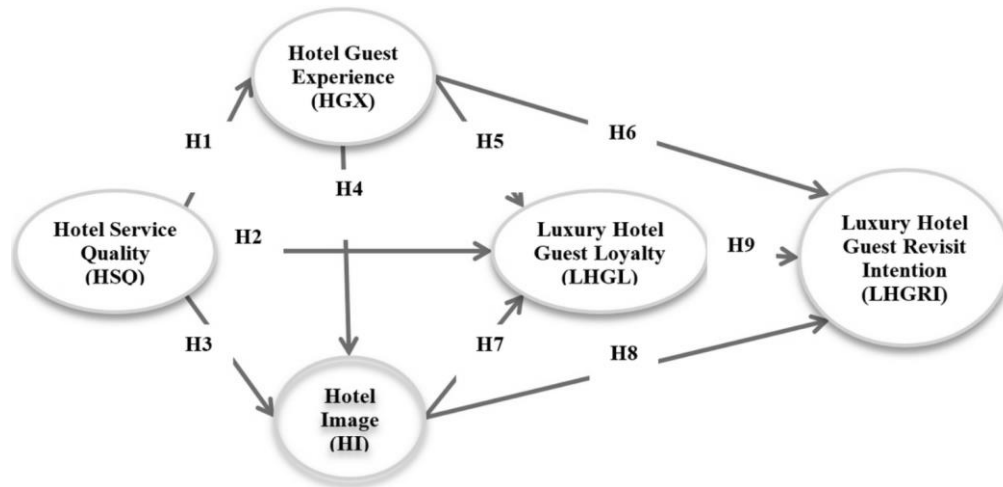 Hotel Guest
Experience
(HGX)
H1
H5
H6
H4
Hotel Service
Quality
(HSQ)
H2
Luxury Hotel
Guest Loyalty
(LHGL)
H9
Luxury Hotel
Guest Revisit
Intention
(LHGRI)
H3
H7
H8
Hotel
Image
(HI)